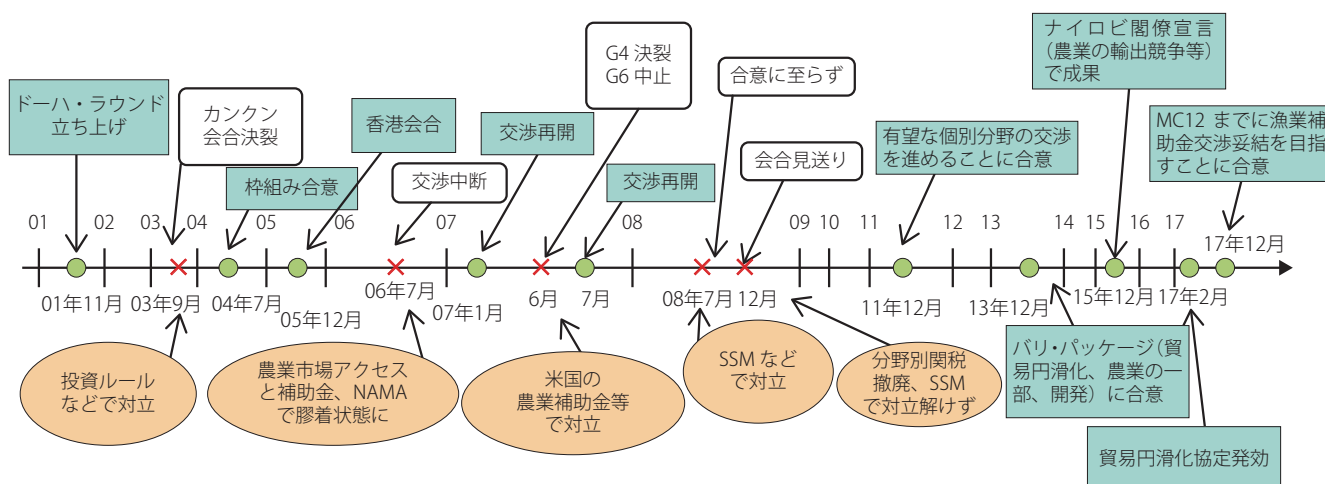 ナイロビ閣僚宣言
（農業の輸出競争等）
で成果
G4 決裂
G6 中止
合意に至らず
ドーハ・ラウンド
立ち上げ
カンクン
会合決裂
香港会合
交渉再開
有望な個別分野の交渉
を進めることに合意
MC12 までに漁業補
助金交渉妥結を目指
すことに合意
枠組み合意
交渉中断
交渉再開
会合見送り
01 02 03 04 05 06 07 08 09 10 11 12 13 14 15 16 17
17年12月
01年11月
03年9月
04年7月
05年12月
06年7月
07年1月
6月
7月
08年7月
12月
11年12月
13年12月
15年12月
17年2月
投資ルール
などで対立
農業市場アクセス
と補助金、NAMA
で膠着状態に
米国の
農業補助金等
で対立
SSM など
で対立
分野別関税
撤廃、SSM
で対立解けず
バリ・パッケージ（貿
易円滑化、農業の一
部、開発）に合意
貿易円滑化協定発効